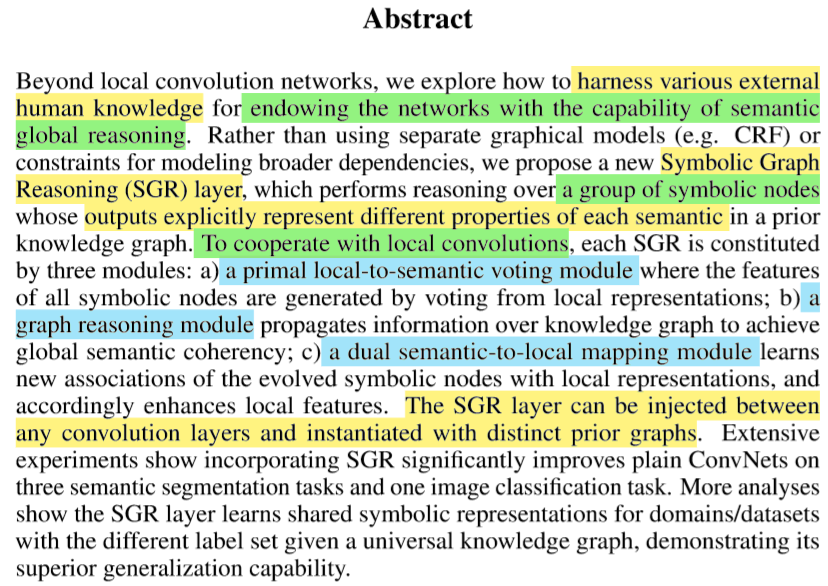 Abstract
Beyond local convolution networks, we explore how to harness various external
human knowledge for endowing the networks with the capability of semantic
global reasoning. Rather than using separate graphical models (e.g. CRF) or
constraints for modeling broader dependencies, we propose a new Symbolic Graph
Reasoning (SGR) layer, which performs reasoning over a group of symbolic nodes
whose outputs explicitly represent different properties of each semantic in a prior
knowledge graph. To cooperate with local convolutions, each SGR is constituted
by three modules: a) a primal local-to-semantic voting module where the features
of all symbolic nodes are generated by voting from local representations; b) a
graph reasoning module propagates information over knowledge graph to achieve
global semantic coherency; c) a dual semantic-to-local mapping module learns
new associations of the evolved symbolic nodes with local representations, and
accordingly enhances local features. The SGR layer can be injected between
any convolution layers and instantiated with distinct prior graphs. Extensive
experiments show incorporating SGR significantly improves plain ConvNets on
three semantic segmentation tasks and one image classification task. More analyses
show the SGR layer learns shared symbolic representations for domains/datasets
with the different label set given a universal knowledge graph, demonstrating its
superior generalization capability.